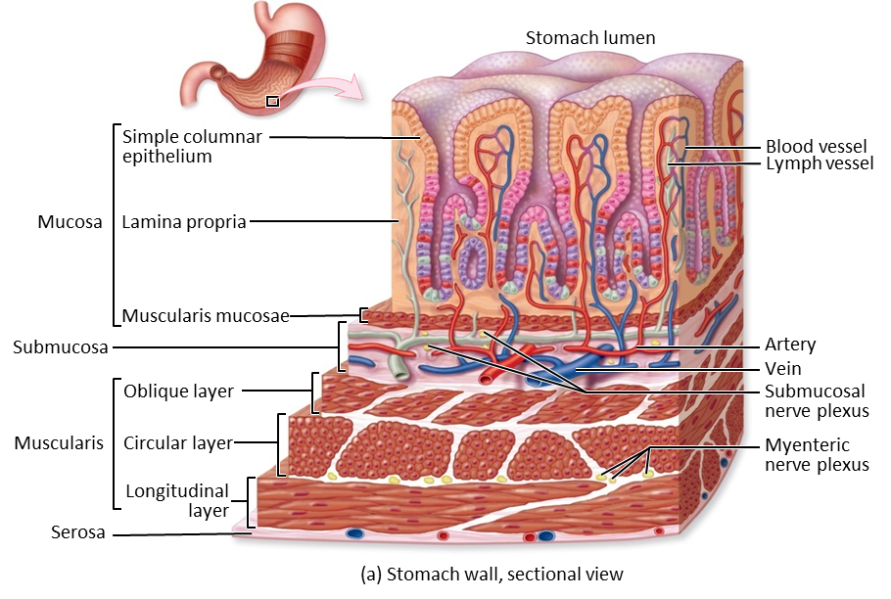 Stomach lumen
Simple columnar
epithelium
Mucosa
Lamina propria
Muscularis mucosae
Submucosa
Oblique layer
Muscularis
Circular layer
Longitudinal
layer
Serosa
Blood vessel
Lymph vessel
Artery
Vein
Submucosal
nerve plexus
Myenteric
nerve plexus
(a) Stomach wall, sectional view